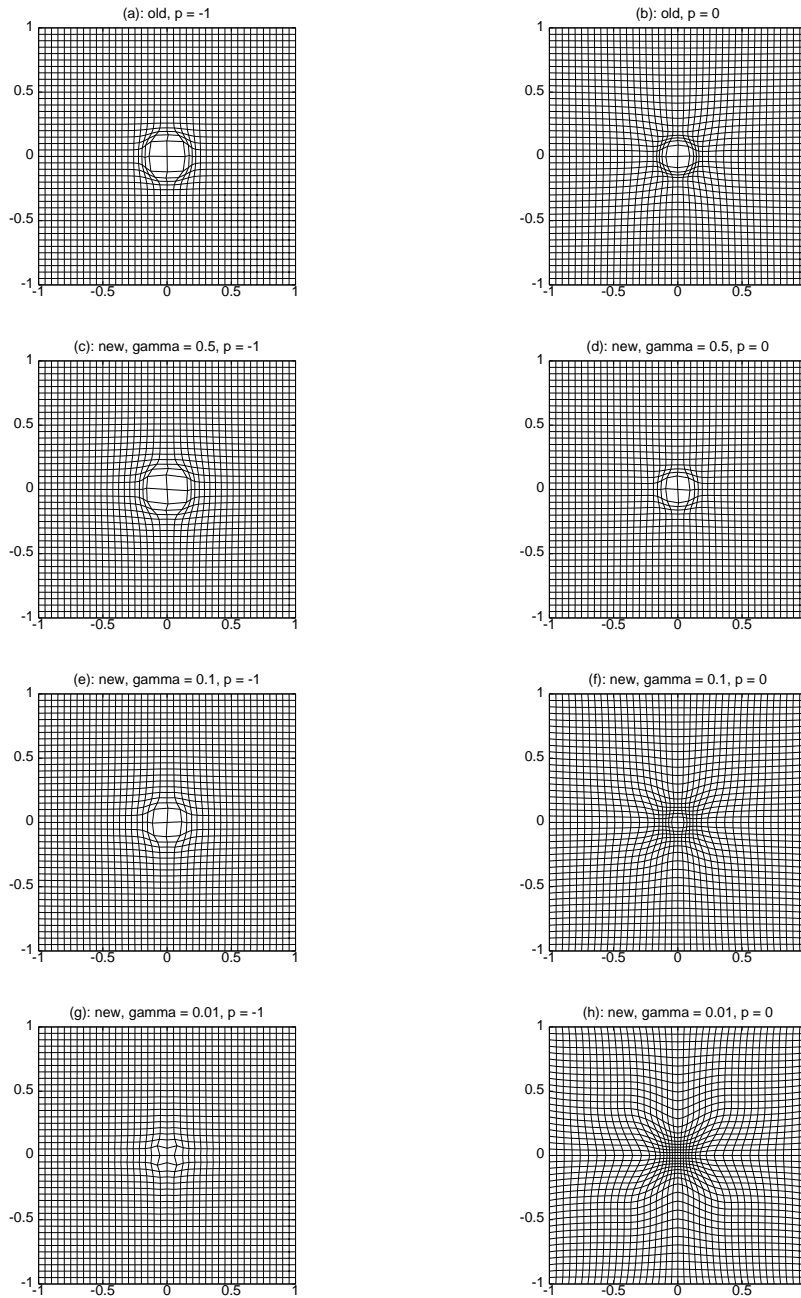 (a): old, p = -1
(b): old, p = 0
1
0.5
0
-0.5
-1
-1 -0.5 0 0.5 1
1
0.5
0
-0.5
-1
-1 -0.5 0 0.5
(c): new, gamma = 0.5, p = -1
(d): new, gamma = 0.5, p = 0
1
0.5
0
-0.5
-1
-1 -0.5 0 0.5 1
1
0.5
0
-0.5
-1
-1 -0.5 0 0.5
(e): new, gamma = 0.1, p = -1
(f): new, gamma = 0.1, p = 0
1
0.5
0
-0.5
-1
-1 -0.5 0 0.5 1
1
0.5
0
-0.5
-1
-1 -0.5 0 0.5
(g): new, gamma = 0.01, p = -1
(h): new, gamma = 0.01, p = 0
1
0.5
0
-0.5
-1
-1 -0.5 0 0.5 1
1
0.5
0
-0.5
-1
-1 -0.5 0 0.5